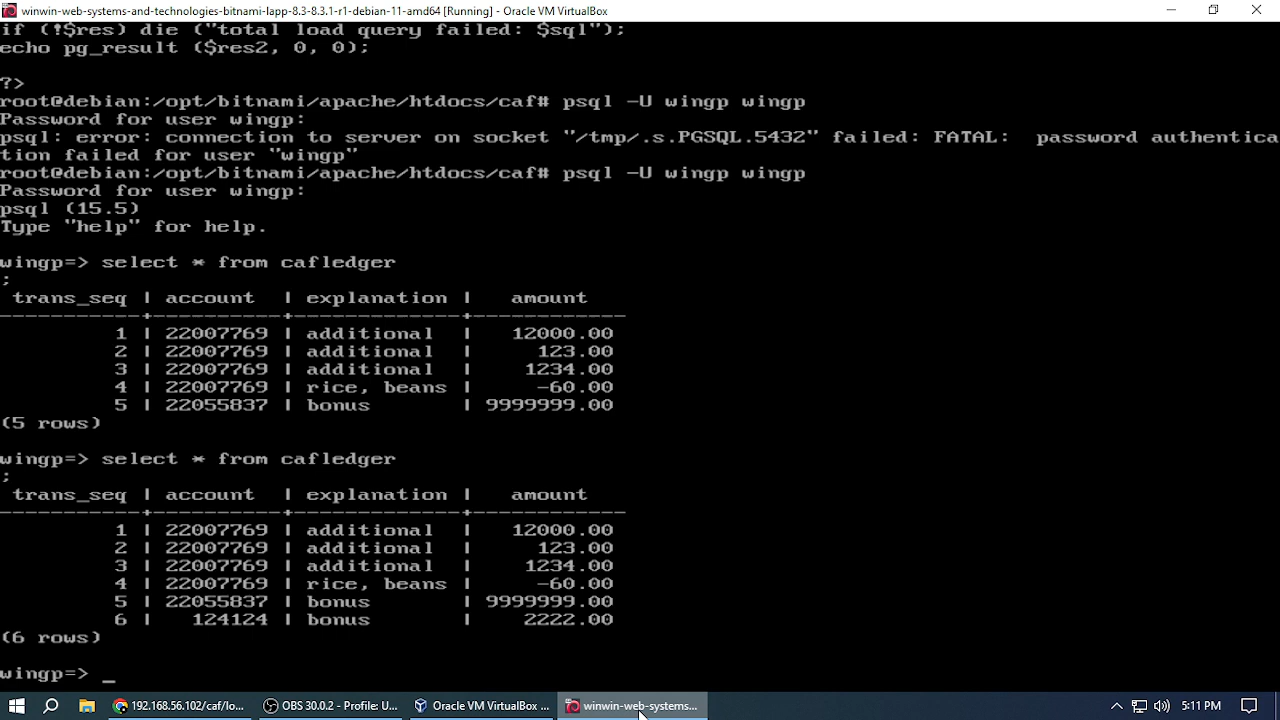 winwin-web-systems-and-technologies-bitnami-lapp-8.3-8.3.1-r1-debian-11-amd64 [Running] - Oracle VM VirtualBox
if (!$res) die ("total load query failed: $sql");
echo pg_result ($res2, 0, 0);
?>
root@debian:/opt/bitnami/apache/htdocs/caf# psql -U wingp wingp
Password for user wingp:
psql: error: connection to server on socket "/tmp/.s.PGSQL.5432" failed: FATAL:  password authentica
tion failed for user "wingp"
root@debian:/opt/bitnami/apache/htdocs/caf# psql -U wingp wingp
Password for user wingp:
psql (15.5)
Type "help" for help.
wingp=> select * from cafledger
;
trans_seq | account | explanation | amount
-----------+----------+-------------+------------
1 | 22007769 | additional | 12000.00
2 | 22007769 | additional | 123.00
3 | 22007769 | additional | 1234.00
4 | 22007769 | rice, beans | -60.00
5 | 22055837 | bonus | 9999999.00
(5 rows)
wingp=> select * from cafledger
;
trans_seq | account | explanation | amount
-----------+----------+-------------+------------
1 | 22007769 | additional | 12000.00
2 | 22007769 | additional | 123.00
3 | 22007769 | additional | 1234.00
4 | 22007769 | rice, beans | -60.00
5 | 22055837 | bonus | 9999999.00
6 | 124124 | bonus | 2222.00
(6 rows)
wingp=> _
192.168.56.102/caf/lo... OBS 30.0.2 - Profile: U... Oracle VM VirtualBox ... winwin-web-systems... 5:11 PM